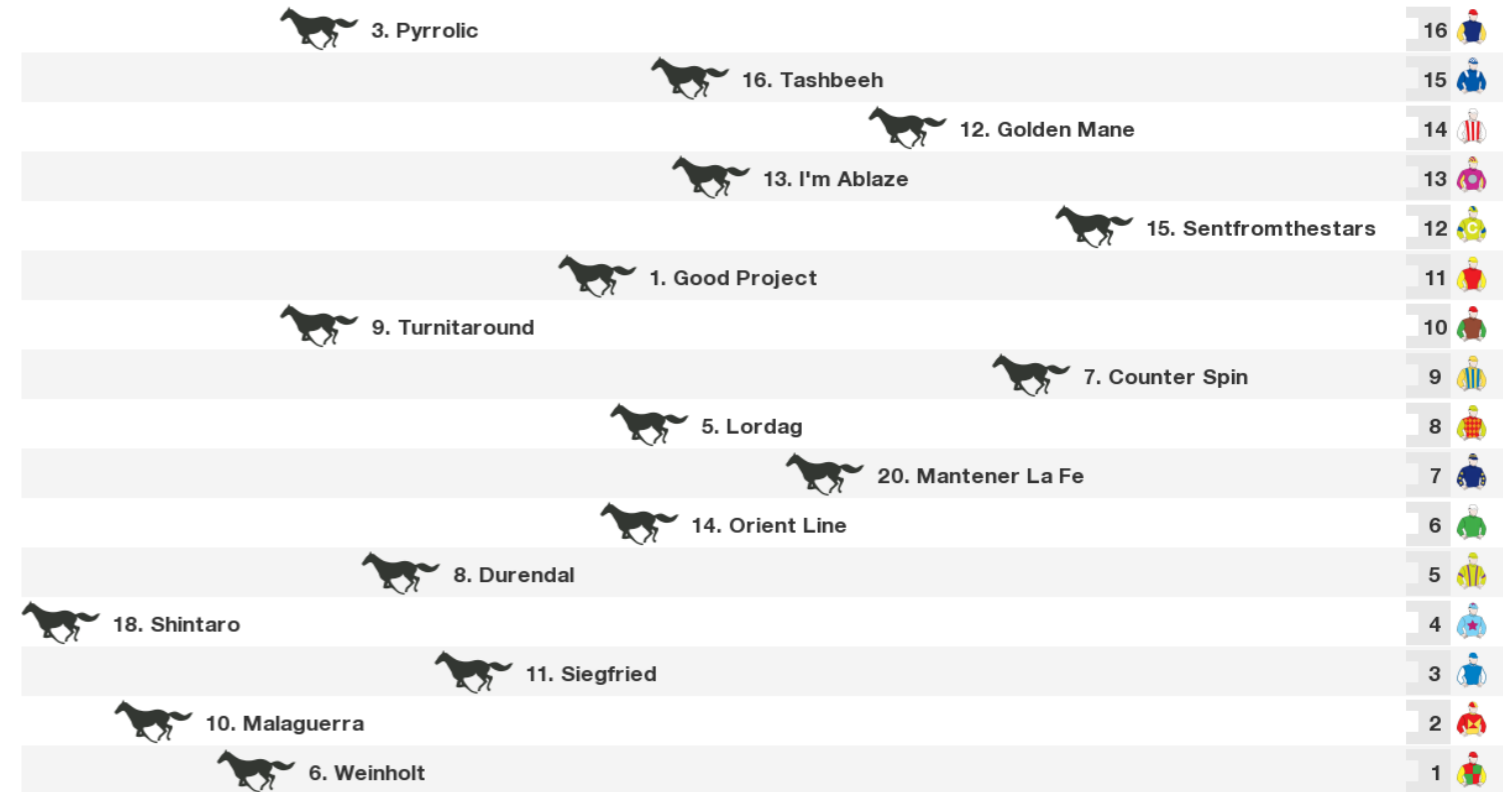 3. Pyrrolic 16
16. Tashbeeh 15
12. Golden Mane 14
13. I'm Ablaze 13
15. Sentfromthestars 12 C
1. Good Project 11
9. Turnitaround 10
7. Counter Spin 9
5. Lordag 8
20. Mantener La Fe 7
14. Orient Line 6
8. Durendal 5
18. Shintaro 4
11. Siegfried 3
10. Malaguerra 2
6. Weinholt 1